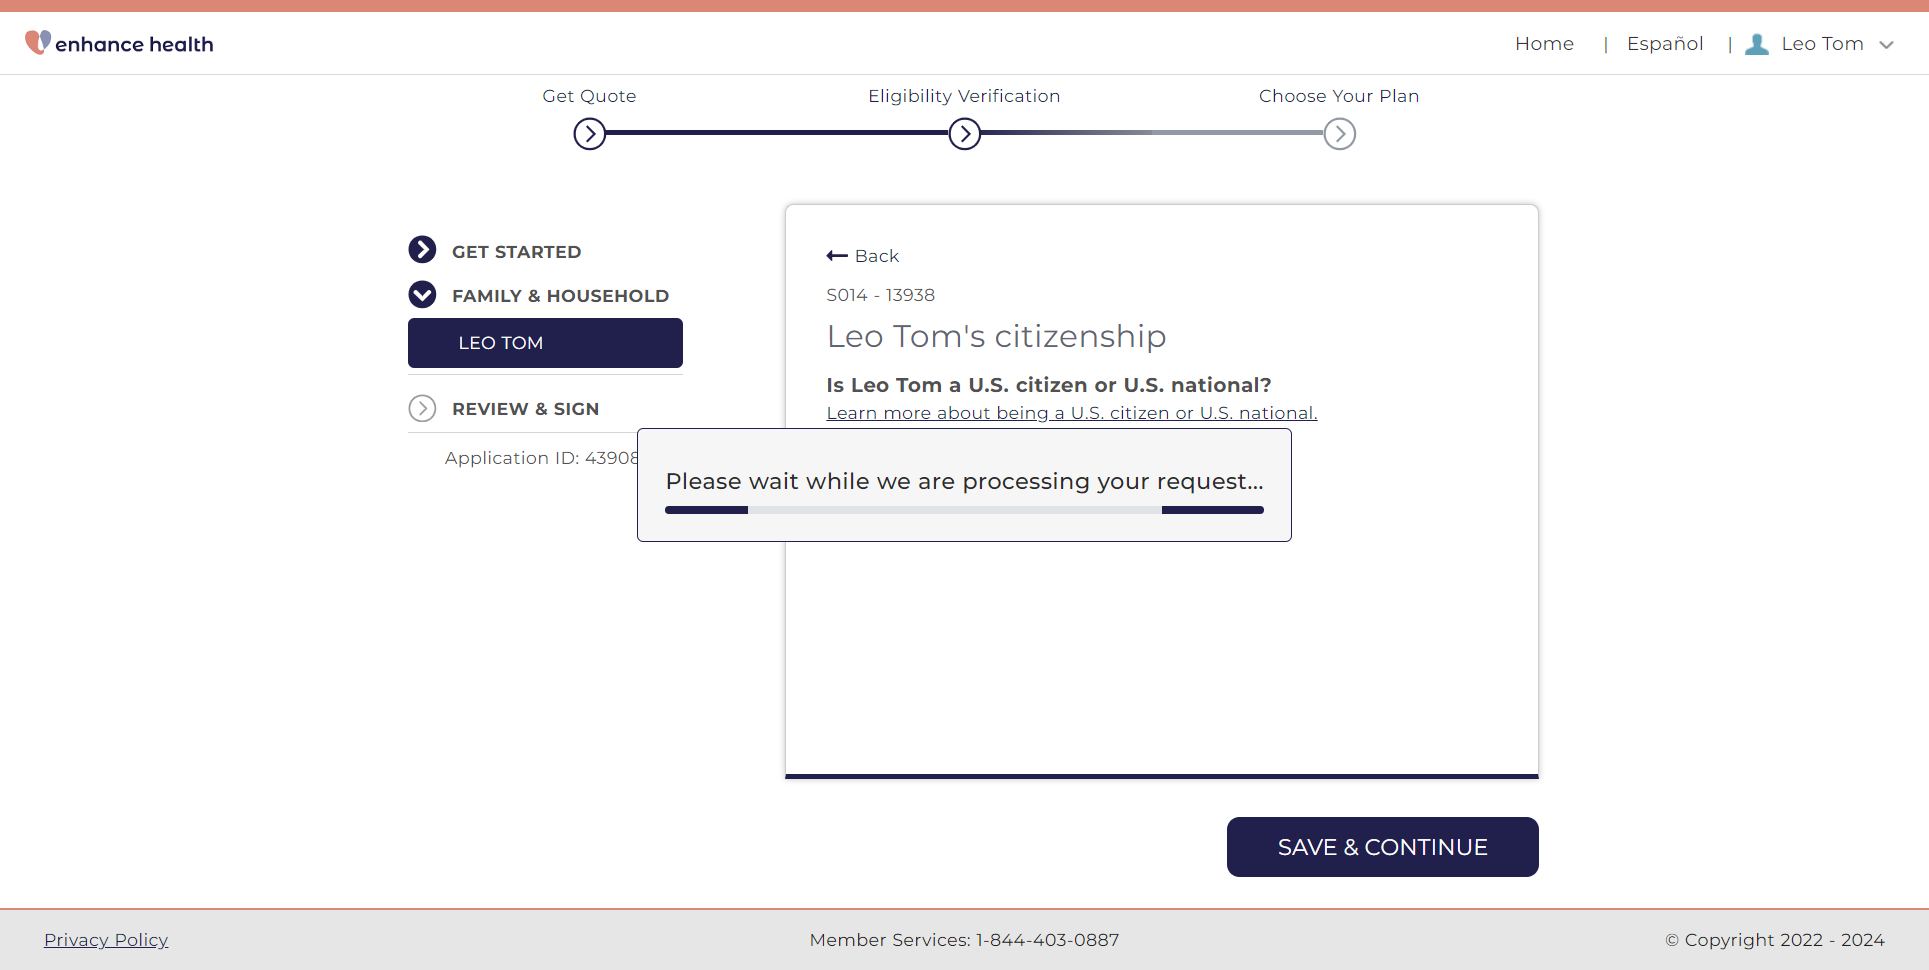 enhance health
Home | Español | Leo Tom
Get Quote
Eligibility Verification
Choose Your Plan
GET STARTED
FAMILY & HOUSEHOLD
LEO TOM
REVIEW & SIGN
Application ID: 43908
Back
S014 - 13938
Leo Tom's citizenship
Is Leo Tom a U.S. citizen or U.S. national?
Learn more about being a U.S. citizen or U.S. national.
Please wait while we are processing your request...
SAVE & CONTINUE
Privacy Policy
Member Services: 1-844-403-0887
© Copyright 2022 - 2024